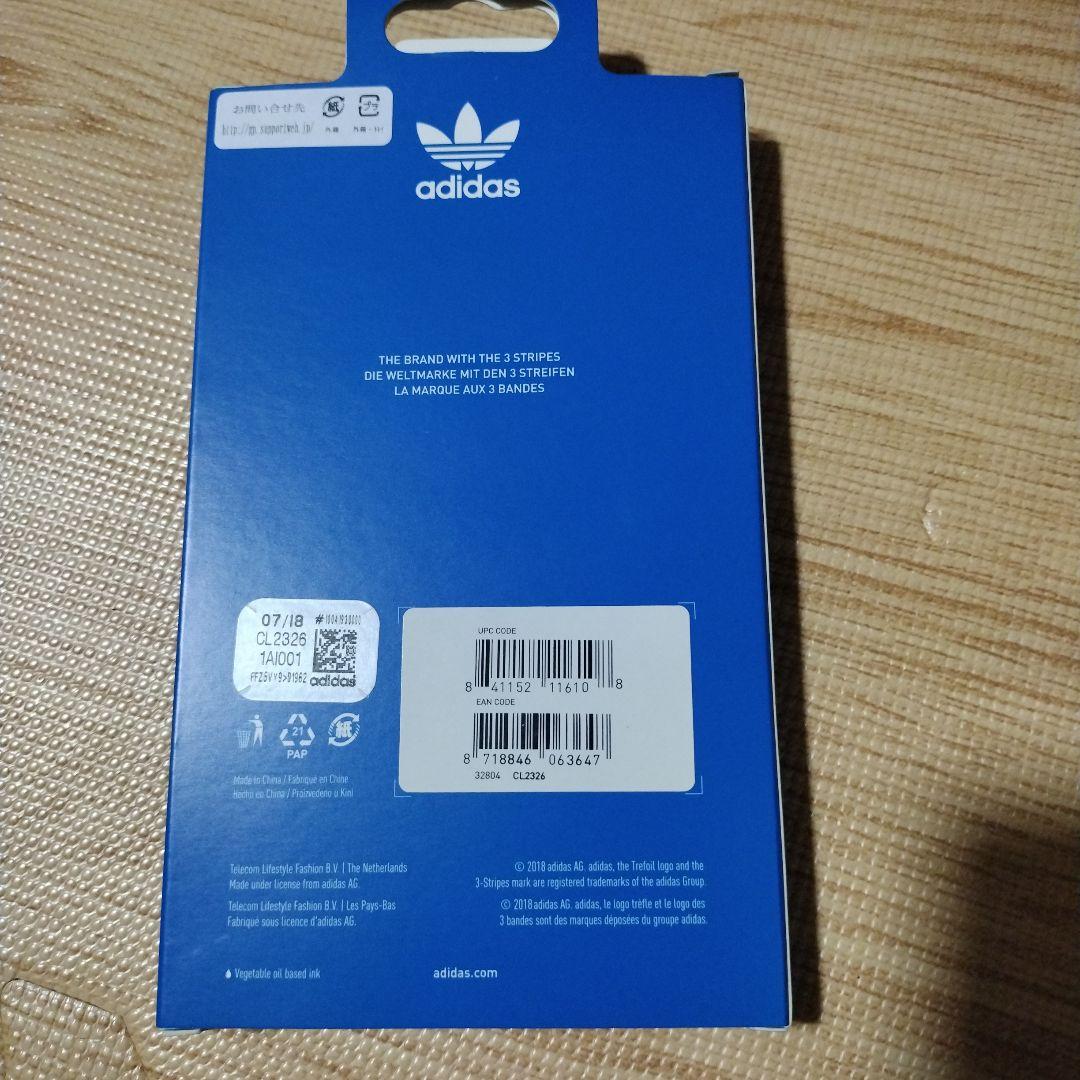 お問い合せ先
http://gp.supportweb.jp/
紙
外箱
プラ
adidas
THE BRAND WITH THE 3 STRIPES
DIE WELTMARKE MIT DEN 3 STREIFEN
LA MARQUE AUX 3 BANDES
07/18
CL2326
1AI001
adidas
UPC CODE
8 41152 11610 8
EAN CODE
8 718846 063647
32804 CL2326
21
PAP
紙
Made in China / Fabriqué en Chine
Hecho en China / Proizvedeno u Kini
Telecom Lifestyle Fashion B.V. | The Netherlands
Made under license from adidas AG.
Telecom Lifestyle Fashion B.V. | Les Pays-Bas
Fabriqué sous licence d'adidas AG.
© 2018 adidas AG. adidas, the Trefoil logo and the
3-Stripes mark are registered trademarks of the adidas Group.
© 2018 adidas AG. adidas, le logo trèfle et le logo des
3 bandes sont des marques déposées du groupe adidas.
Vegetable oil based ink
adidas.com